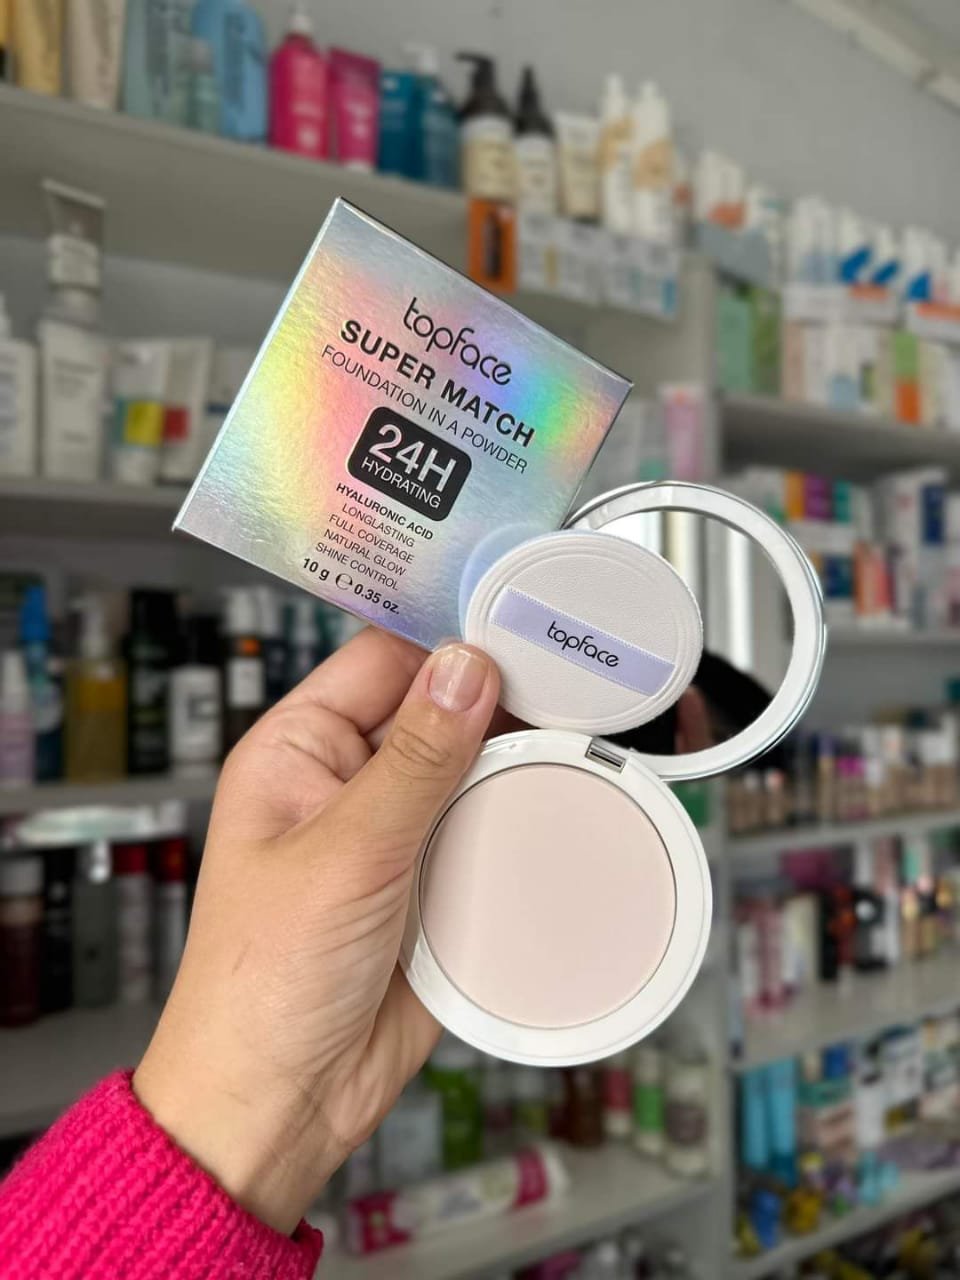 topface
SUPER MATCH
FOUNDATION IN A POWDER
24H
HYDRATING
HYALURONIC ACID
LONGLASTING
FULL COVERAGE
NATURAL GLOW
SHINE CONTROL
10 g ℮ 0.35 oz.
topface